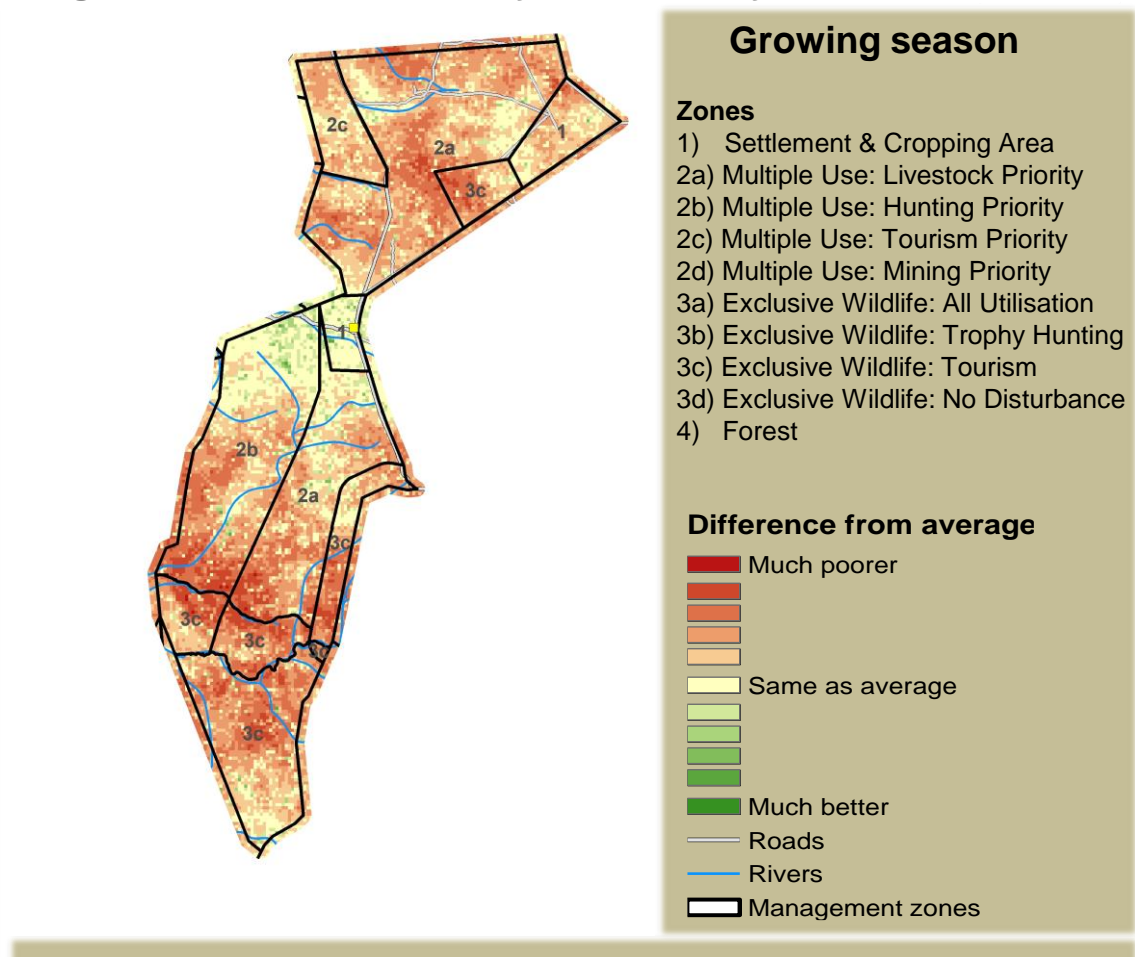 Growing season
Zones
1) Settlement & Cropping Area
2a) Multiple Use: Livestock Priority
2b) Multiple Use: Hunting Priority
2c) Multiple Use: Tourism Priority
2d) Multiple Use: Mining Priority
3a) Exclusive Wildlife: All Utilisation
3b) Exclusive Wildlife: Trophy Hunting
3c) Exclusive Wildlife: Tourism
3d) Exclusive Wildlife: No Disturbance
4) Forest
Difference from average
Much poorer
Same as average
Much better
Roads
Rivers
Management zones
2c
1
2a
3c
1
2b
2a
3c
3c
3c
3c
3c